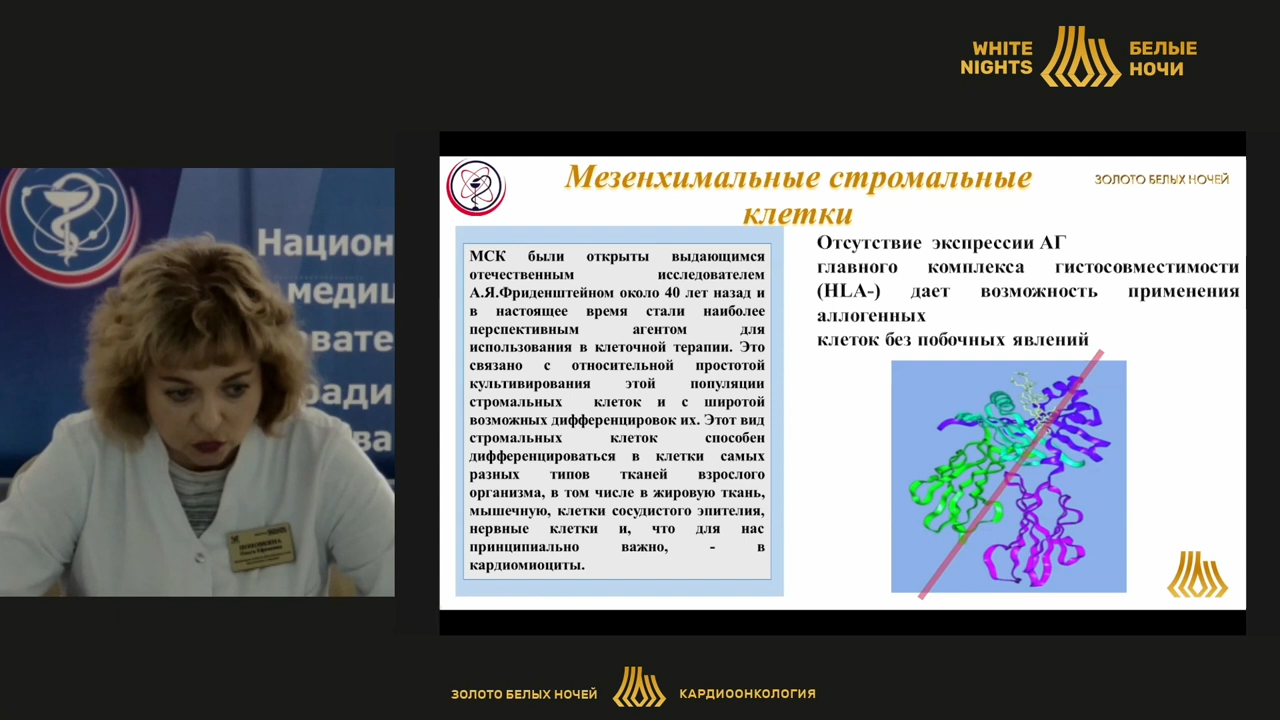 WHITE
NIGHTS
БЕЛЫЕ
НОЧИ
Национ
медиц
овате
ради
ва
Мезенхимальные стромальные
клетки
ЗОЛОТО БЕЛЫХ НОЧЕЙ
МСК были открыты выдающимся
отечественным исследователем
А.Я.Фриденштейном около 40 лет назад и
в настоящее время стали наиболее
перспективным агентом для
использования в клеточной терапии. Это
связано с относительной простотой
культивирования этой популяции
стромальных клеток и с широтой
возможных дифференцировок их. Этот вид
стромальных клеток способен
дифференцироваться в клетки самых
разных типов тканей взрослого
организма, в том числе в жировую ткань,
мышечную, клетки сосудистого эпителия,
нервные клетки и, что для нас
принципиально важно, - в
кардиомиоциты.
Отсутствие экспрессии АГ
главного комплекса гистосовместимости
(HLA-) дает возможность применения
аллогенных
клеток без побочных явлений
ЗОЛОТО БЕЛЫХ НОЧЕЙ
КАРДИООНКОЛОГИЯ